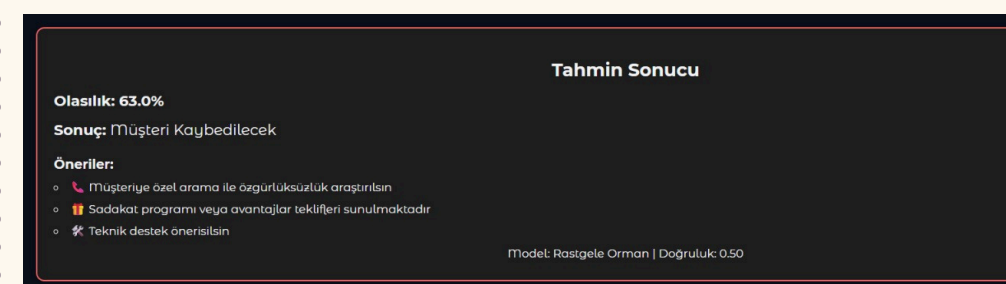 Tahmin Sonucu
Olasılık: 63.0%
Sonuç: Müşteri Kaybedilecek
Öneriler:
Müşteriye özel arama ile özgürlüksüzlük araştırılsın
Sadakat programı veya avantajlar teklifleri sunulmaktadır
Teknik destek önerisilsin
Model: Rastgele Orman | Doğruluk: 0.50